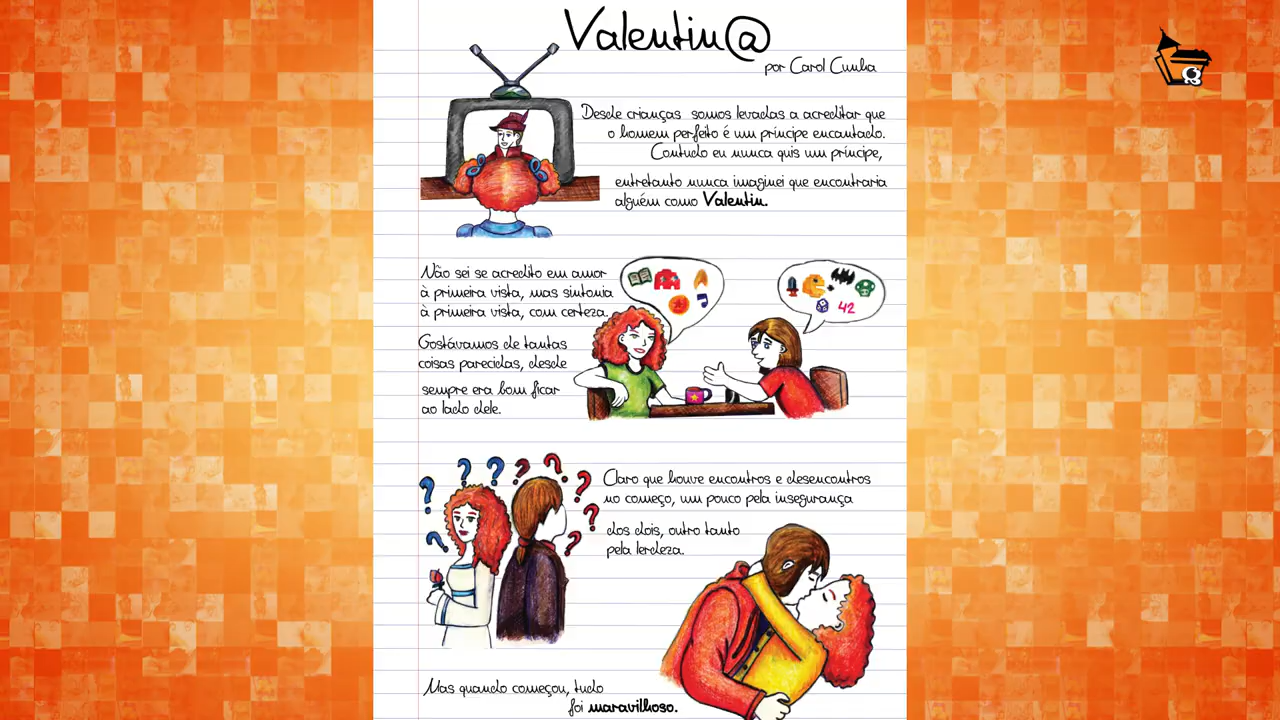 Valentin@
por Carol Cunha
Desde crianças somos levadas a acreditar que
o homem perfeito é um príncipe encantado.
Contudo eu nunca quis um príncipe,
entretanto nunca imaginei que encontraria
alguém como Valentin.
Não sei se acredito em amor
à primeira vista, mas sintonia
à primeira vista, com certeza.
Gostávamos de tantas
coisas parecidas, desde
sempre era bom ficar
ao lado dele.
42
? ? ? ? ? ? ? ? ?
Claro que houve encontros e desencontros
no começo, um pouco pela insegurança
dos dois, outro tanto
pela lerdeza.
Mas quando começou, tudo
foi maravilhoso.